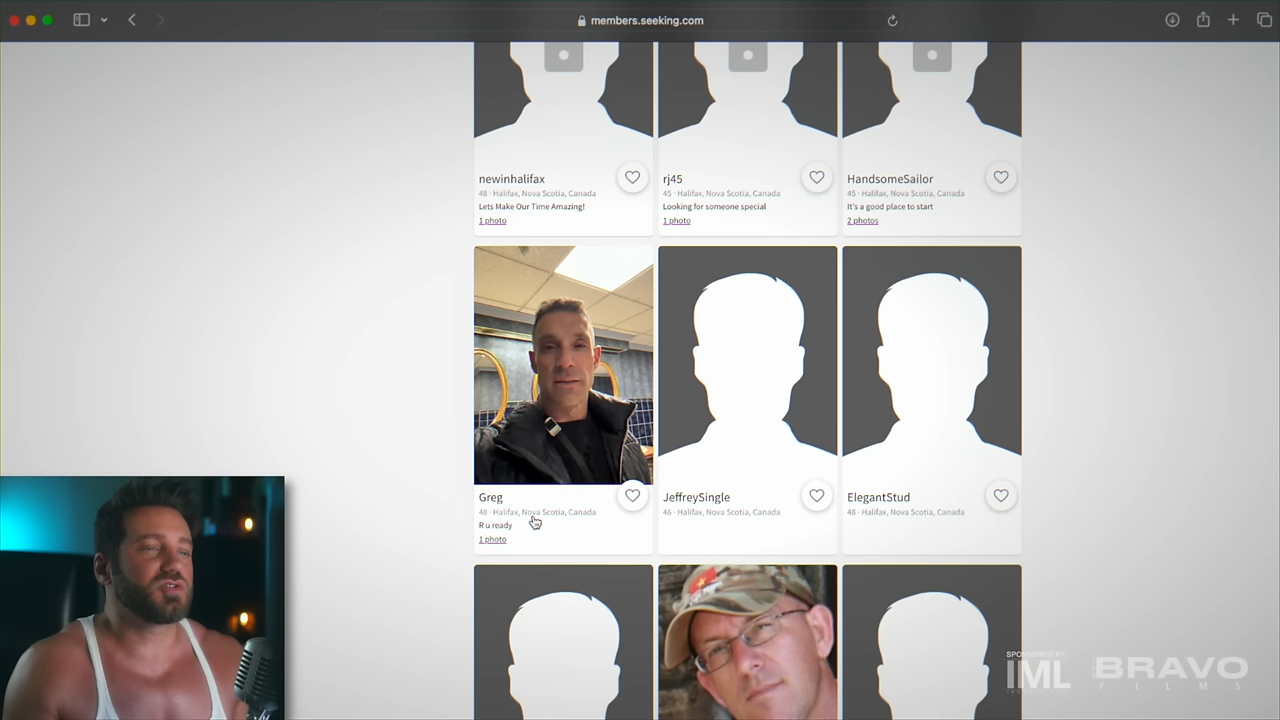 members.seeking.com
newinhalifax
48 · Halifax, Nova Scotia, Canada
Lets Make Our Time Amazing!
1 photo
rj45
45 · Halifax, Nova Scotia, Canada
Looking for someone special
1 photo
HandsomeSailor
45 · Halifax, Nova Scotia, Canada
It's a good place to start
2 photos
Greg
48 · Halifax, Nova Scotia, Canada
R u ready
1 photo
JeffreySingle
46 · Halifax, Nova Scotia, Canada
ElegantStud
48 · Halifax, Nova Scotia, Canada
SPONSORED BY
IML
BRAVO
FILMS